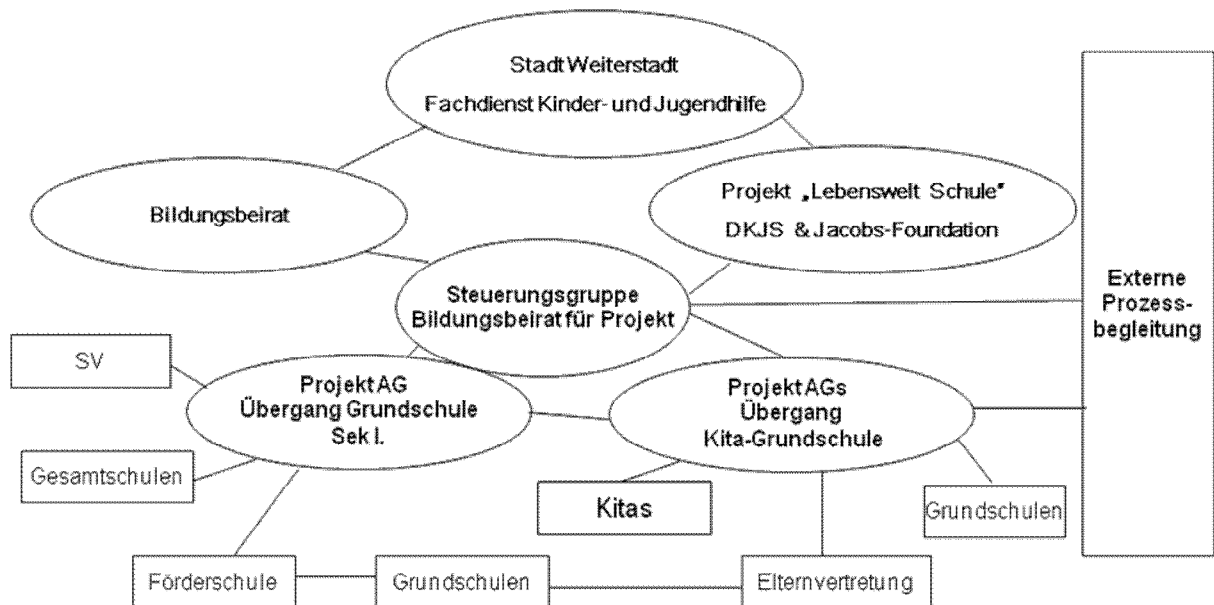 Stadt Weiterstadt
Fachdienst Kinder- und Jugendhilfe
Bildungsbeirat
Projekt „Lebenswelt Schule"
DKJS & Jacobs-Foundation
Externe
Prozess-
begleitung
Steuerungsgruppe
Bildungsbeirat für Projekt
SV
Projekt AG
Übergang Grundschule
Sek I.
Projekt AGs
Übergang
Kita-Grundschule
Gesamtschulen
Kitas
Grundschulen
Förderschule
Grundschulen
Elternvertretung